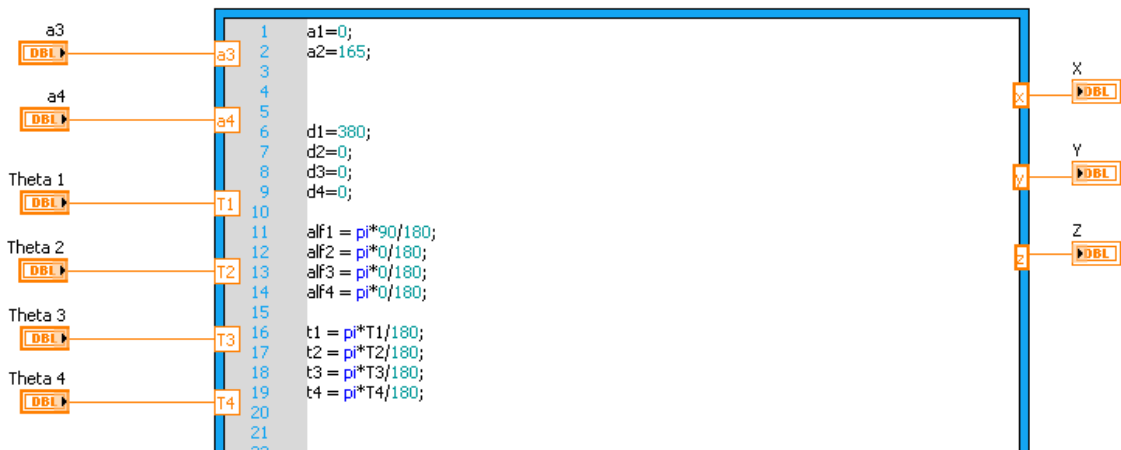 a3
DBL
a3
a4
DBL
a4
Theta 1
DBL
T1
Theta 2
DBL
T2
Theta 3
DBL
T3
Theta 4
DBL
T4
1 a1=0;
2 a2=165;
3
4
5
6 d1=380;
7 d2=0;
8 d3=0;
9 d4=0;
10
11 alf1 = pi*90/180;
12 alf2 = pi*0/180;
13 alf3 = pi*0/180;
14 alf4 = pi*0/180;
15
16 t1 = pi*T1/180;
17 t2 = pi*T2/180;
18 t3 = pi*T3/180;
19 t4 = pi*T4/180;
20
21
22
X
x
DBL
Y
y
DBL
Z
z
DBL